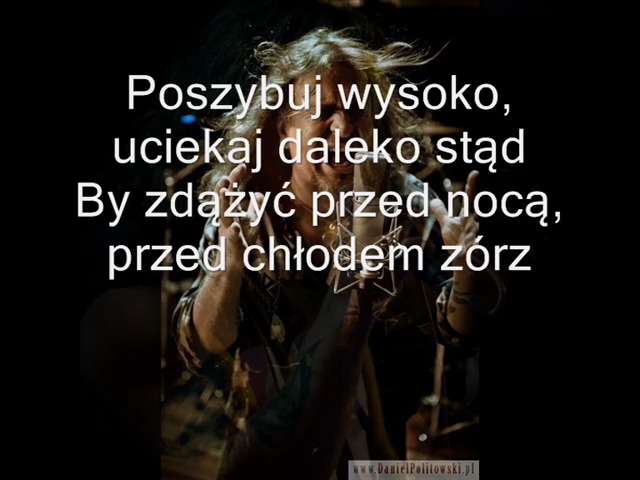 Poszybuj wysoko,
uciekaj daleko stąd
By zdążyć przed nocą,
przed chłodem zórz
www.DanielPolitowski.pl